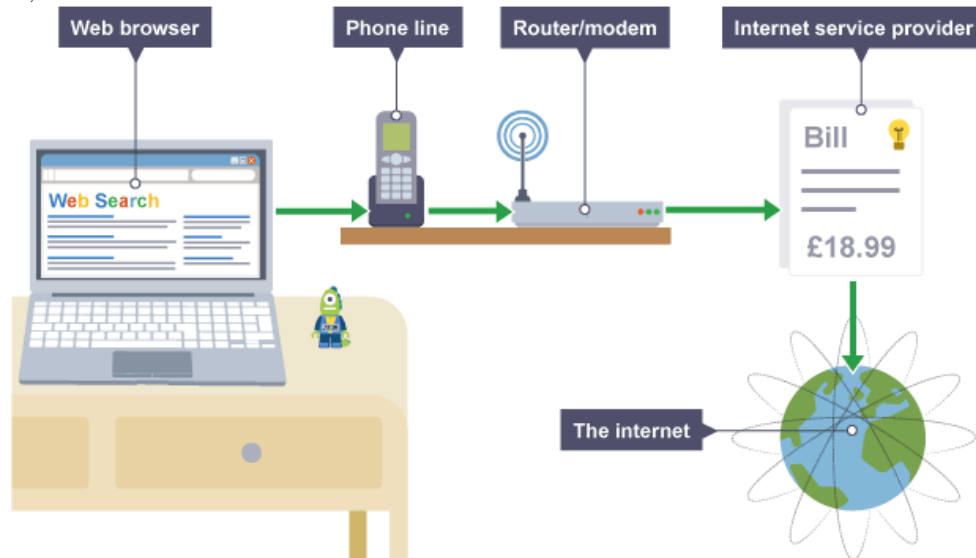 Web browser
Phone line
Router/modem
Internet service provider
Web Search
Bill
£18.99
The internet